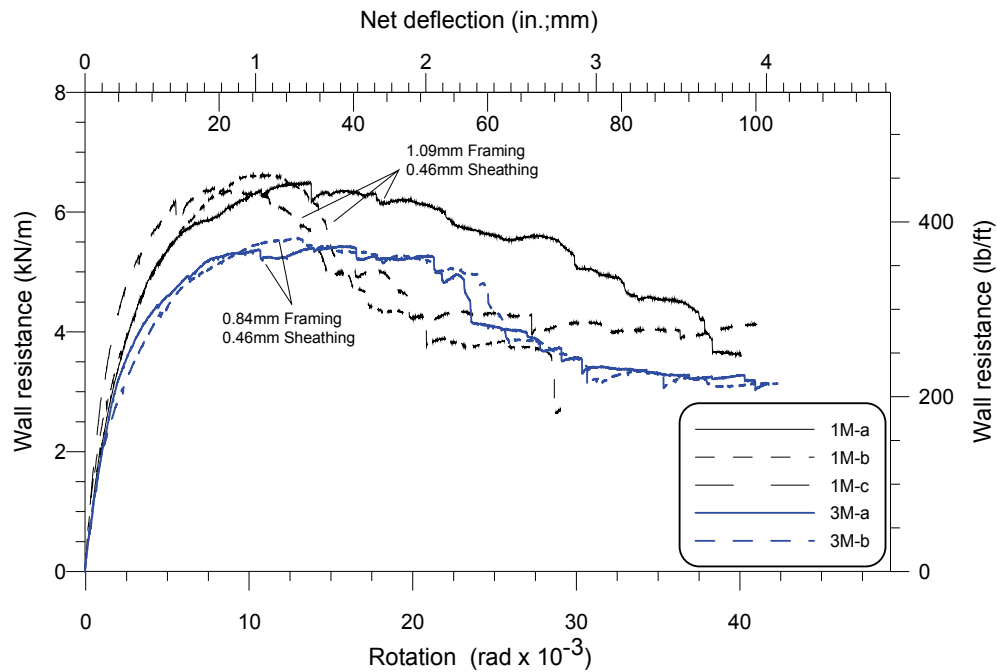 Net deflection (in.;mm)
0 1 2 3 4
20 40 60 80 100
8
6
4
2
0
Wall resistance (kN/m)
1.09mm Framing
0.46mm Sheathing
0.84mm Framing
0.46mm Sheathing
400
200
0
Wall resistance (lb/ft)
1M-a
1M-b
1M-c
3M-a
3M-b
0 10 20 30 40
Rotation (rad x 10-3)